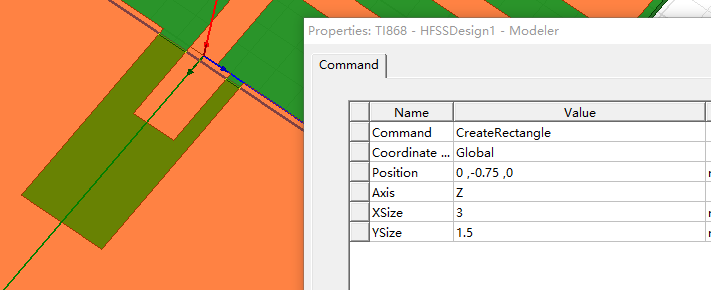 Properties: TI868 - HFSSDesign1 - Modeler
Command
Name Value
Command CreateRectangle
Coordinate ... Global
Position 0 ,-0.75 ,0
Axis Z
XSize 3
YSize 1.5